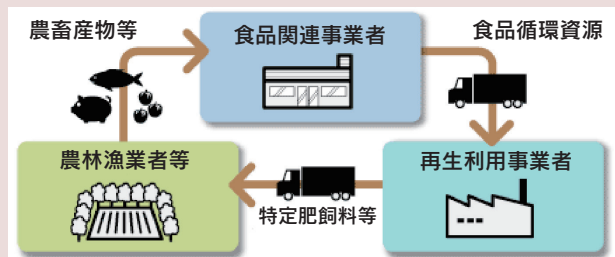 農畜産物等
食品関連事業者
食品循環資源
農林漁業者等
再生利用事業者
特定肥飼料等